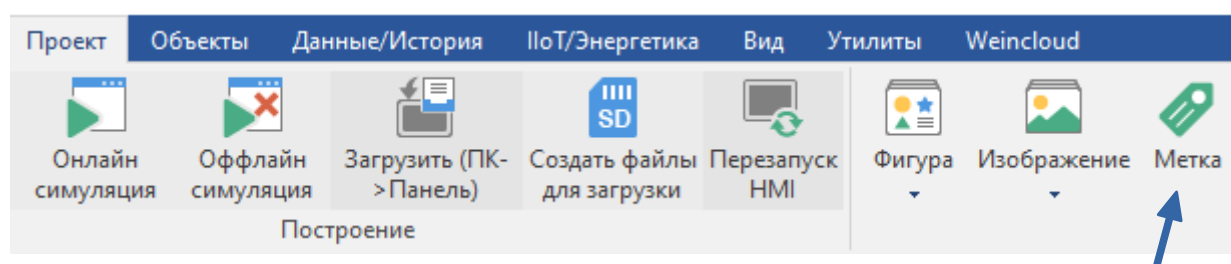 Проект Объекты Данные/История IIoT/Энергетика Вид Утилиты Weincloud
SD
Онлайн симуляция
Оффлайн симуляция
Загрузить (ПК->Панель)
Создать файлы для загрузки
Перезапуск HMI
Фигура
Изображение
Метка
Построение